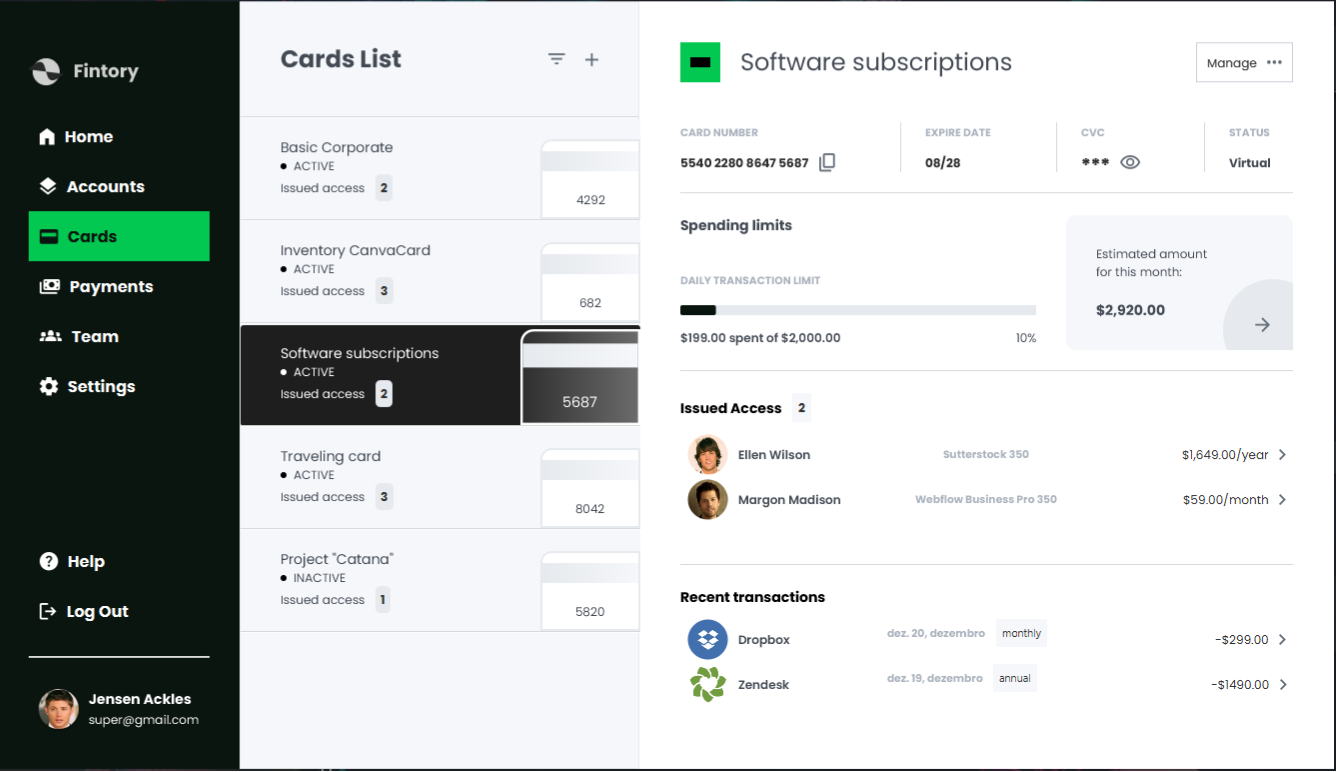 Fintory
Home
Accounts
Cards
Payments
Team
Settings
Help
Log Out
Jensen Ackles
super@gmail.com
Cards List
Basic Corporate
ACTIVE
Issued access 2
4292
Inventory CanvaCard
ACTIVE
Issued access 3
682
Software subscriptions
ACTIVE
Issued access 2
5687
Traveling card
ACTIVE
Issued access 3
8042
Project "Catana"
INACTIVE
Issued access 1
5820
Software subscriptions
Manage •••
CARD NUMBER
5540 2280 8647 5687
EXPIRE DATE
08/28
CVC
***
STATUS
Virtual
Spending limits
DAILY TRANSACTION LIMIT
$199.00 spent of $2,000.00 10%
Estimated amount
for this month:
$2,920.00
Issued Access 2
Ellen Wilson Sutterstock 350 $1,649.00/year
Margon Madison Webflow Business Pro 350 $59.00/month
Recent transactions
Dropbox dez. 20, dezembro monthly -$299.00
Zendesk dez. 19, dezembro annual -$1490.00